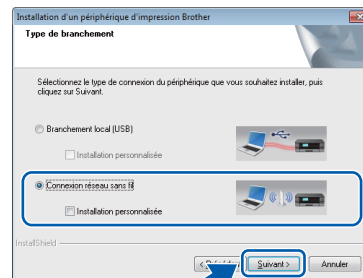 Installation d'un périphérique d'impression Brother
Type de branchement
Sélectionnez le type de connexion du périphérique que vous souhaitez installer, puis
cliquez sur Suivant.
Branchement local (USB)
Installation personnalisée
Connexion réseau sans fil
Installation personnalisée
InstallShield
Suivant >
Annuler